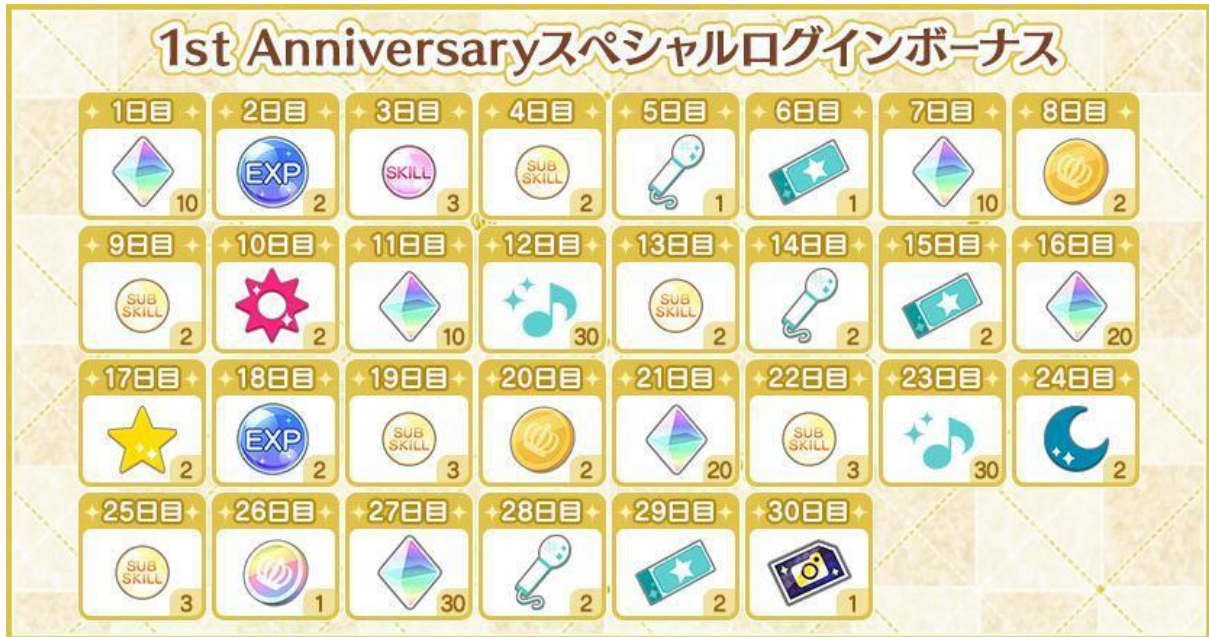 1st Anniversaryスペシャルログインボーナス
1日目 2日目 3日目 4日目 5日目 6日目 7日目 8日目
EXP SKILL SUB
SKILL
10 2 3 2 1 1 10 2
9日目 10日目 11日目 12日目 13日目 14日目 15日目 16日目
SUB SUB
SKILL SKILL
2 2 10 30 2 2 2 20
17日目 18日目 19日目 20日目 21日目 22日目 23日目 24日目
EXP SUB SUB
SKILL SKILL
2 2 3 2 20 3 30 2
25日目 26日目 27日目 28日目 29日目 30日目
SUB
SKILL
3 1 30 2 2 1